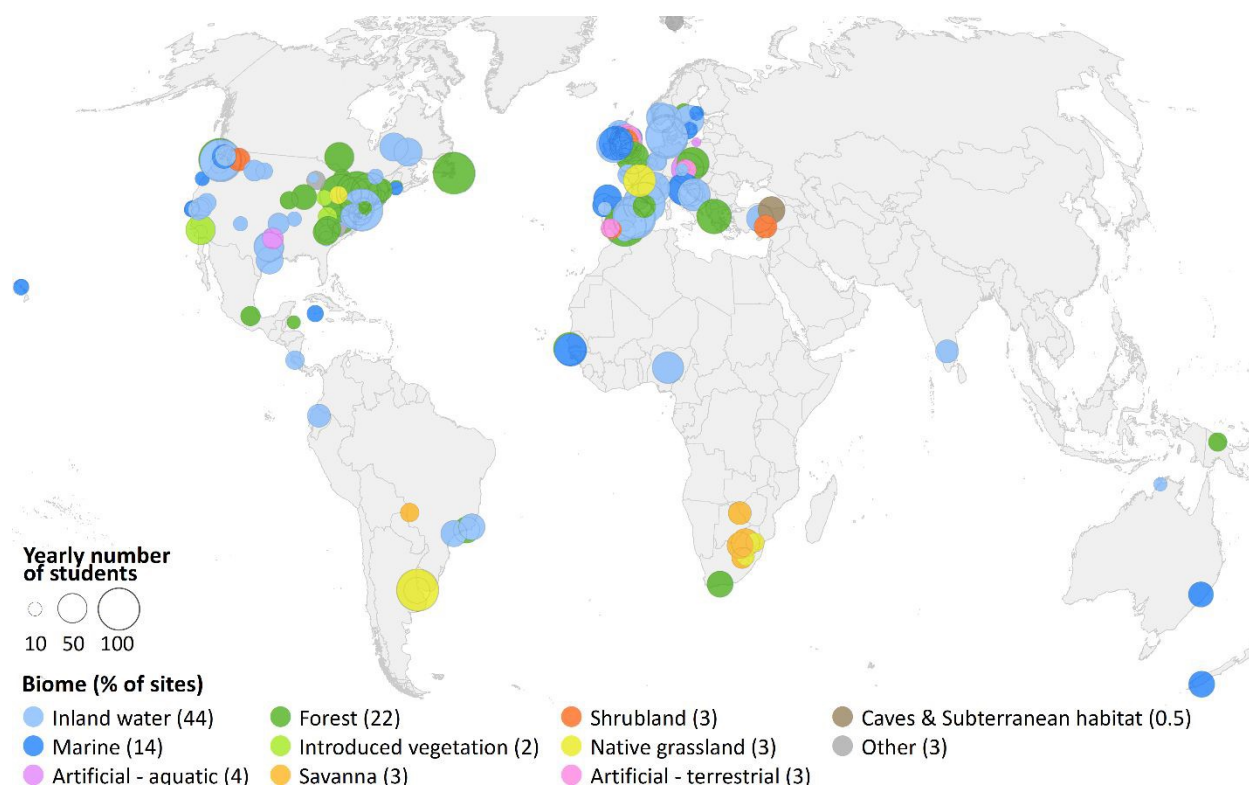 Yearly number
of students
10 50 100
Biome (% of sites)
Inland water (44) Forest (22) Shrubland (3) Caves & Subterranean habitat (0.5)
Marine (14) Introduced vegetation (2) Native grassland (3) Other (3)
Artificial - aquatic (4) Savanna (3) Artificial - terrestrial (3)